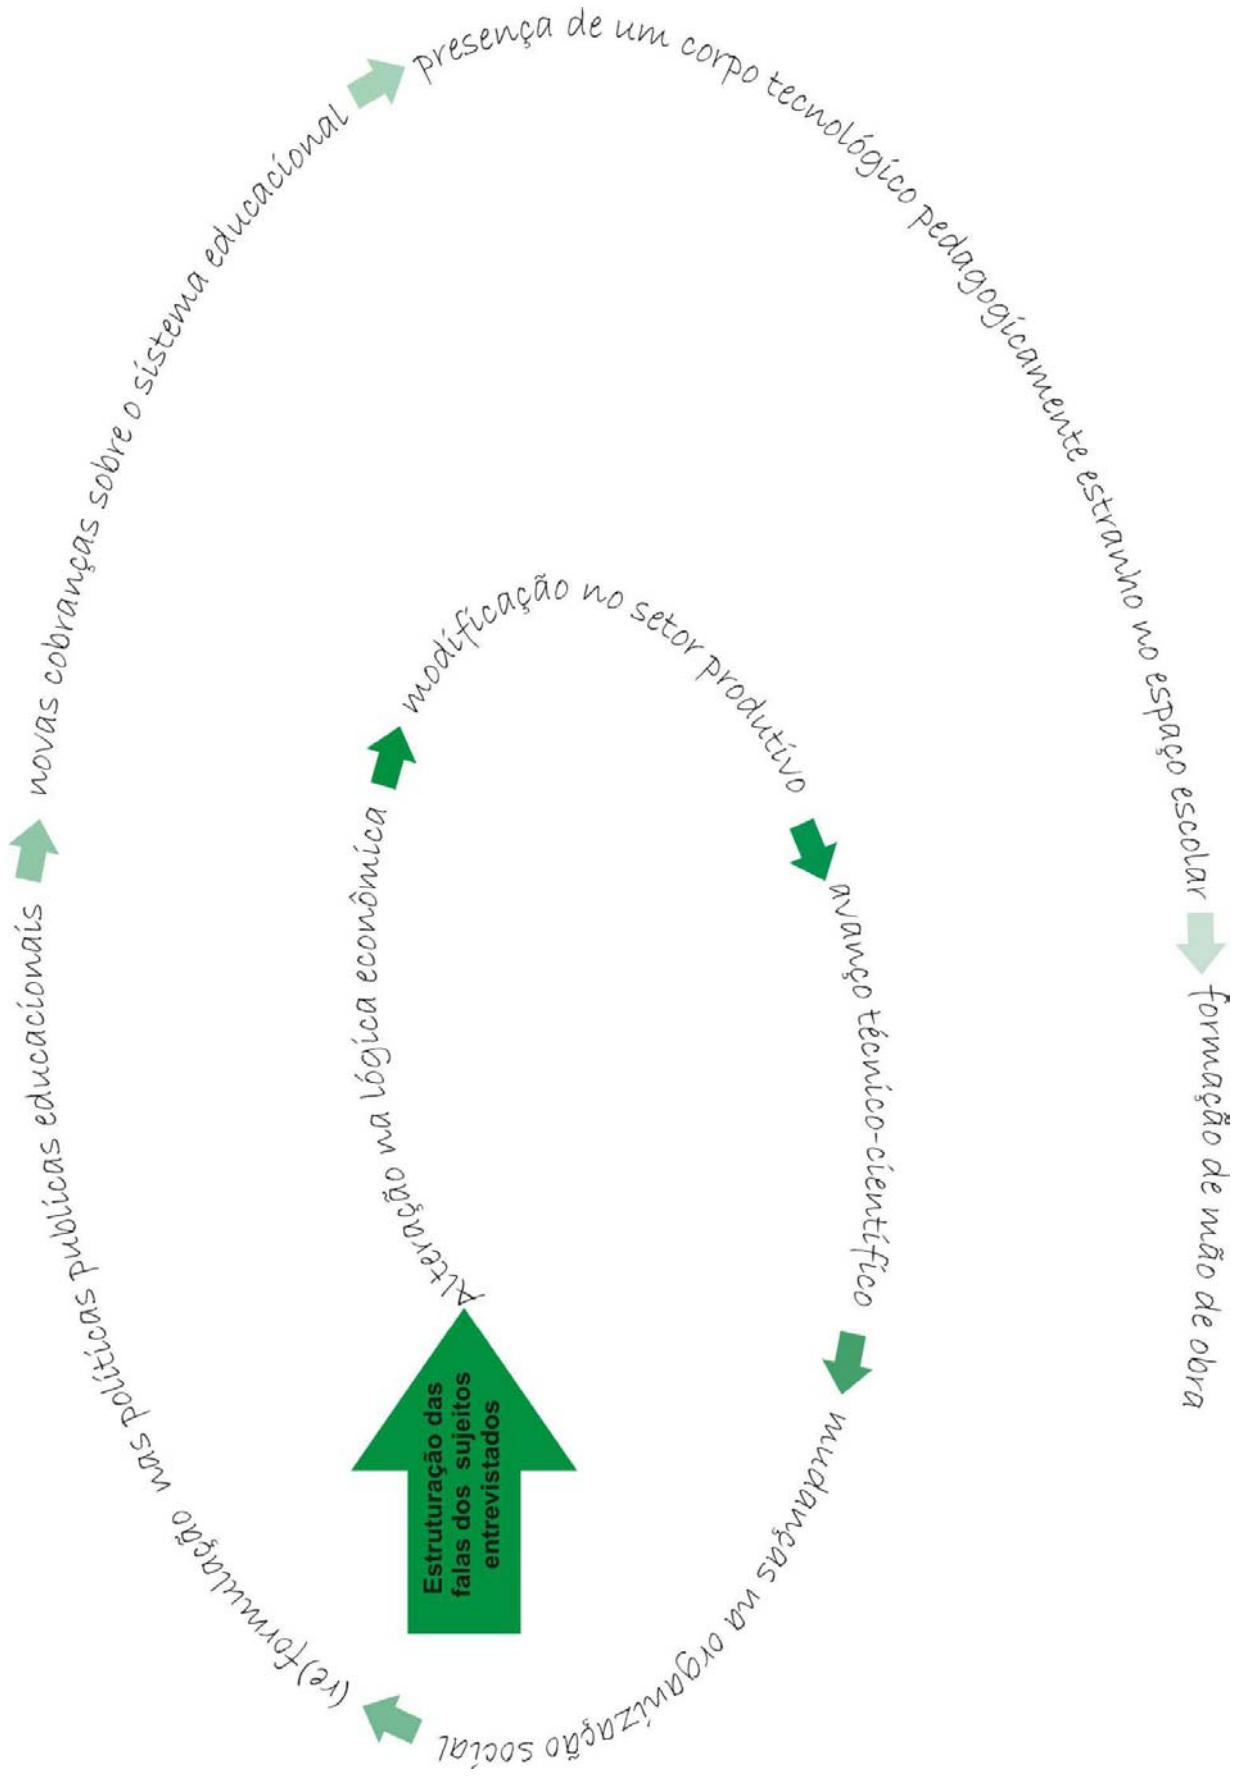 Estruturação das
falas dos sujeitos
entrevistados
Alteração na lógica econômica
modificação no setor produtivo
avanço técnico-científico
mudanças na organização social
(re)formulação nas políticas públicas educacionais
novas cobranças sobre o sistema educacional
presença de um corpo tecnológico pedagogicamente estranho no espaço escolar
formação de mão de obra